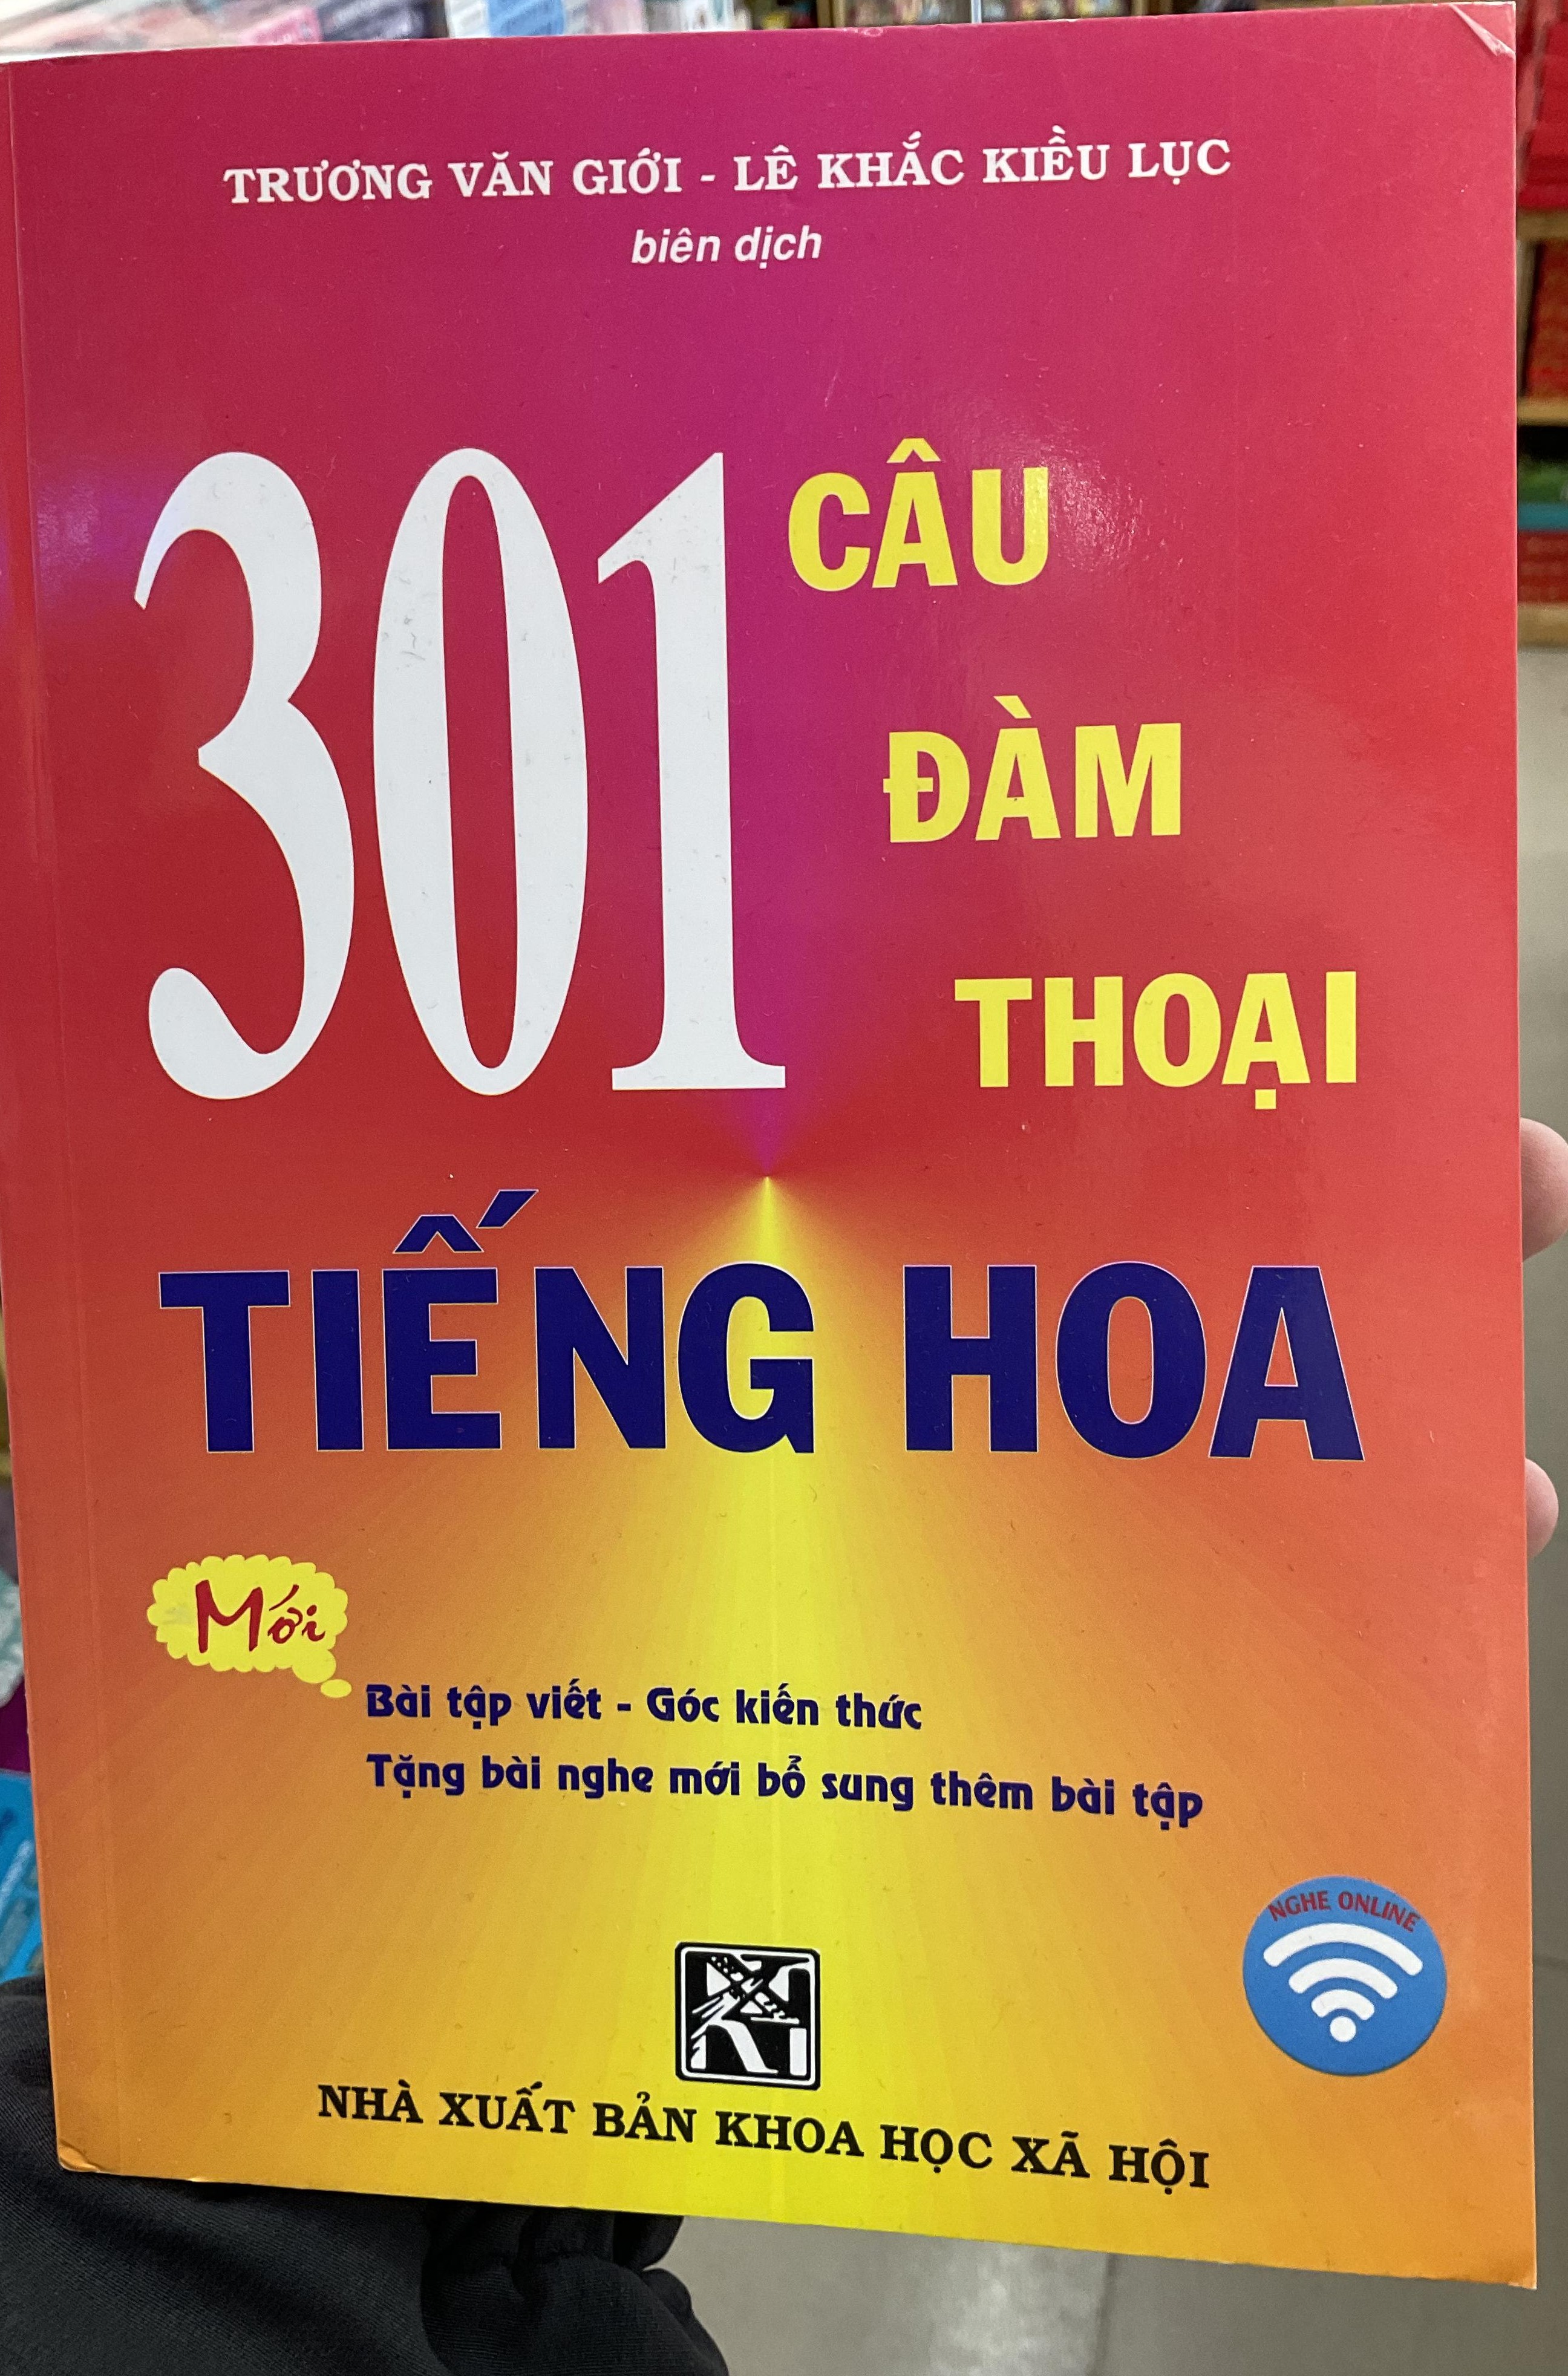 TRƯƠNG VĂN GIỚI - LÊ KHẮC KIỀU LỤC
biên dịch
301 CÂU
ĐÀM
THOẠI
TIẾNG HOA
Mới
Bài tập viết - Góc kiến thức
Tặng bài nghe mới bổ sung thêm bài tập
NGHE ONLINE
NHÀ XUẤT BẢN KHOA HỌC XÃ HỘI